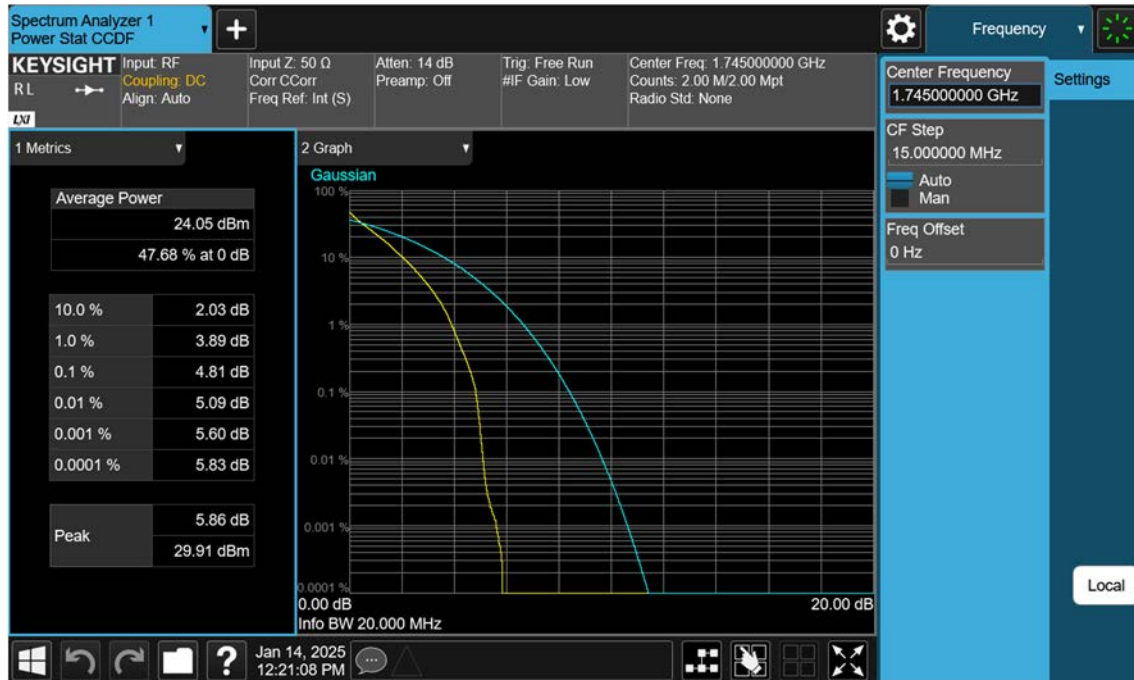 Spectrum Analyzer 1
Power Stat CCDF
Frequency
KEYSIGHT
RL
LXI
Input: RF
Coupling: DC
Align: Auto
Input Z: 50 Ω
Corr CCorr
Freq Ref: Int (S)
Atten: 14 dB
Preamp: Off
Trig: Free Run
#IF Gain: Low
Center Freq: 1.745000000 GHz
Counts: 2.00 M/2.00 Mpt
Radio Std: None
Center Frequency
1.745000000 GHz
Settings
CF Step
15.000000 MHz
Auto
Man
Freq Offset
0 Hz
1 Metrics
Average Power
24.05 dBm
47.68 % at 0 dB
10.0 % 2.03 dB
1.0 % 3.89 dB
0.1 % 4.81 dB
0.01 % 5.09 dB
0.001 % 5.60 dB
0.0001 % 5.83 dB
Peak
5.86 dB
29.91 dBm
2 Graph
Gaussian
100 %
10 %
1 %
0.1 %
0.01 %
0.001 %
0.0001 %
0.00 dB 20.00 dB
Info BW 20.000 MHz
Local
?
Jan 14, 2025
12:21:08 PM